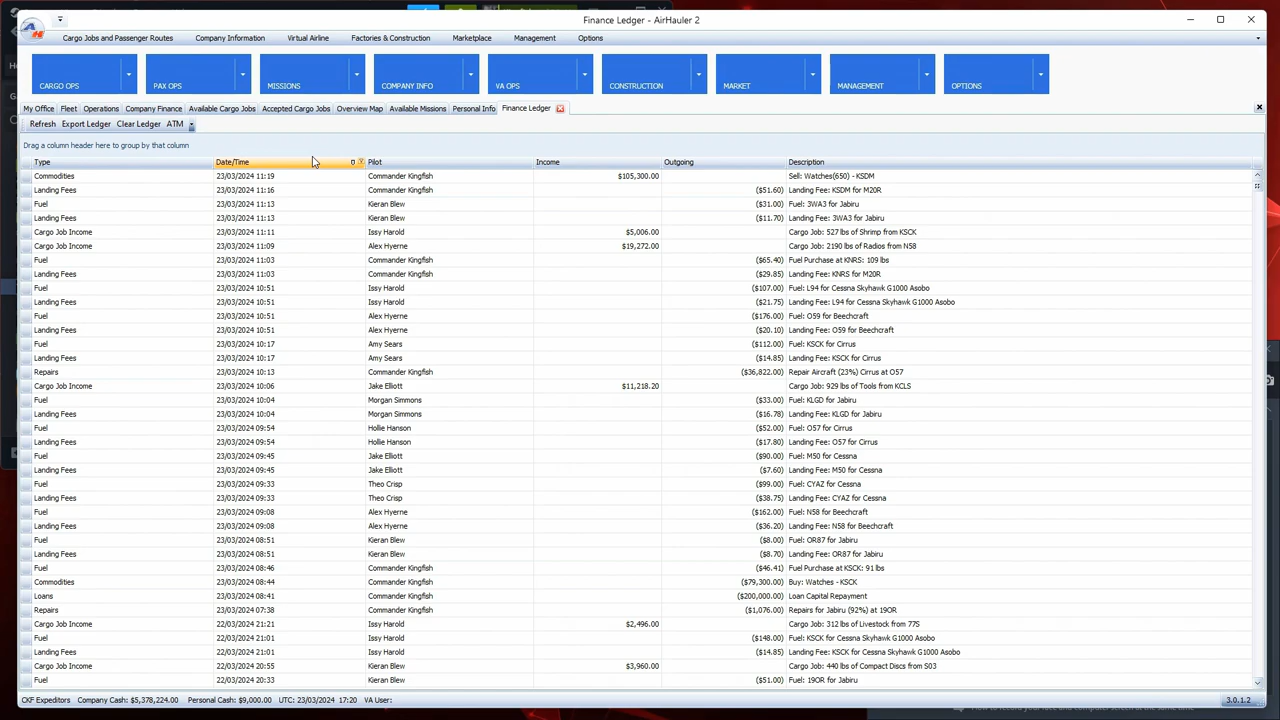 Finance Ledger - AirHauler 2
Cargo Jobs and Passenger Routes Company Information Virtual Airline Factories & Construction Marketplace Management Options
CARGO OPS PAX OPS MISSIONS COMPANY INFO VA OPS CONSTRUCTION MARKET MANAGEMENT OPTIONS
My Office Fleet Operations Company Finance Available Cargo Jobs Accepted Cargo Jobs Overview Map Available Missions Personal Info Finance Ledger
Refresh Export Ledger Clear Ledger ATM
Drag a column header here to group by that column
Type Date/Time Pilot Income Outgoing Description
Commodities 23/03/2024 11:19 Commander Kingfish $105,300.00 Sell: Watches(650) - KSDM
Landing Fees 23/03/2024 11:16 Commander Kingfish ($51.60) Landing Fee: KSDM for M20R
Fuel 23/03/2024 11:13 Kieran Blew ($31.00) Fuel: 3WA3 for Jabiru
Landing Fees 23/03/2024 11:13 Kieran Blew ($11.70) Landing Fee: 3WA3 for Jabiru
Cargo Job Income 23/03/2024 11:11 Issy Harold $5,006.00 Cargo Job: 527 lbs of Shrimp from KSCK
Cargo Job Income 23/03/2024 11:09 Alex Hyerne $19,272.00 Cargo Job: 2190 lbs of Radios from N58
Fuel 23/03/2024 11:03 Commander Kingfish ($65.40) Fuel Purchase at KNRS: 109 lbs
Landing Fees 23/03/2024 11:03 Commander Kingfish ($29.85) Landing Fee: KNRS for M20R
Fuel 23/03/2024 10:51 Issy Harold ($107.00) Fuel: L94 for Cessna Skyhawk G1000 Asobo
Landing Fees 23/03/2024 10:51 Issy Harold ($21.75) Landing Fee: L94 for Cessna Skyhawk G1000 Asobo
Fuel 23/03/2024 10:51 Alex Hyerne ($176.00) Fuel: O59 for Beechcraft
Landing Fees 23/03/2024 10:51 Alex Hyerne ($20.10) Landing Fee: O59 for Beechcraft
Fuel 23/03/2024 10:17 Amy Sears ($112.00) Fuel: KSCK for Cirrus
Landing Fees 23/03/2024 10:17 Amy Sears ($14.85) Landing Fee: KSCK for Cirrus
Repairs 23/03/2024 10:13 Commander Kingfish ($36,822.00) Repair Aircraft (23%) Cirrus at O57
Cargo Job Income 23/03/2024 10:06 Jake Elliott $11,218.20 Cargo Job: 929 lbs of Tools from KCLS
Fuel 23/03/2024 10:04 Morgan Simmons ($33.00) Fuel: KLGD for Jabiru
Landing Fees 23/03/2024 10:04 Morgan Simmons ($16.78) Landing Fee: KLGD for Jabiru
Fuel 23/03/2024 09:54 Hollie Hanson ($52.00) Fuel: O57 for Cirrus
Landing Fees 23/03/2024 09:54 Hollie Hanson ($17.80) Landing Fee: O57 for Cirrus
Fuel 23/03/2024 09:45 Jake Elliott ($90.00) Fuel: M50 for Cessna
Landing Fees 23/03/2024 09:45 Jake Elliott ($7.60) Landing Fee: M50 for Cessna
Fuel 23/03/2024 09:33 Theo Crisp ($99.00) Fuel: CYAZ for Cessna
Landing Fees 23/03/2024 09:33 Theo Crisp ($38.75) Landing Fee: CYAZ for Cessna
Fuel 23/03/2024 09:08 Alex Hyerne ($162.00) Fuel: N58 for Beechcraft
Landing Fees 23/03/2024 09:08 Alex Hyerne ($36.20) Landing Fee: N58 for Beechcraft
Fuel 23/03/2024 08:51 Kieran Blew ($8.00) Fuel: OR87 for Jabiru
Landing Fees 23/03/2024 08:51 Kieran Blew ($8.70) Landing Fee: OR87 for Jabiru
Fuel 23/03/2024 08:46 Commander Kingfish ($46.41) Fuel Purchase at KSCK: 91 lbs
Commodities 23/03/2024 08:44 Commander Kingfish ($79,300.00) Buy: Watches - KSCK
Loans 23/03/2024 08:41 Commander Kingfish ($200,000.00) Loan Capital Repayment
Repairs 23/03/2024 07:38 Commander Kingfish ($1,076.00) Repairs for Jabiru (92%) at 19OR
Cargo Job Income 22/03/2024 21:21 Issy Harold $2,496.00 Cargo Job: 312 lbs of Livestock from 77S
Fuel 22/03/2024 21:01 Issy Harold ($148.00) Fuel: KSCK for Cessna Skyhawk G1000 Asobo
Landing Fees 22/03/2024 21:01 Issy Harold ($14.85) Landing Fee: KSCK for Cessna Skyhawk G1000 Asobo
Cargo Job Income 22/03/2024 20:55 Kieran Blew $3,960.00 Cargo Job: 440 lbs of Compact Discs from S03
Fuel 22/03/2024 20:33 Kieran Blew ($51.00) Fuel: 19OR for Jabiru
CKF Expeditors Company Cash: $5,378,224.00 Personal Cash: $9,000.00 UTC: 23/03/2024 17:20 VA User: 3.0.1.2